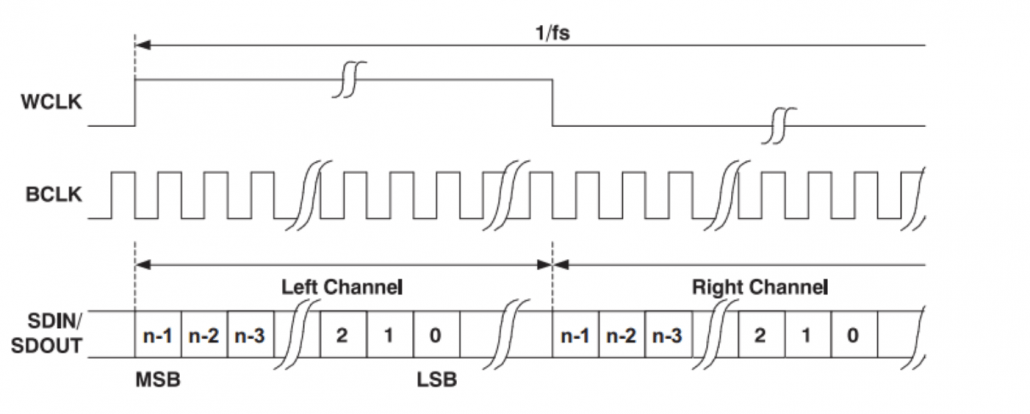 1/fs
WCLK
BCLK
Left Channel
Right Channel
SDIN/
SDOUT
n-1 n-2 n-3 2 1 0 n-1 n-2 n-3 2 1 0
MSB LSB